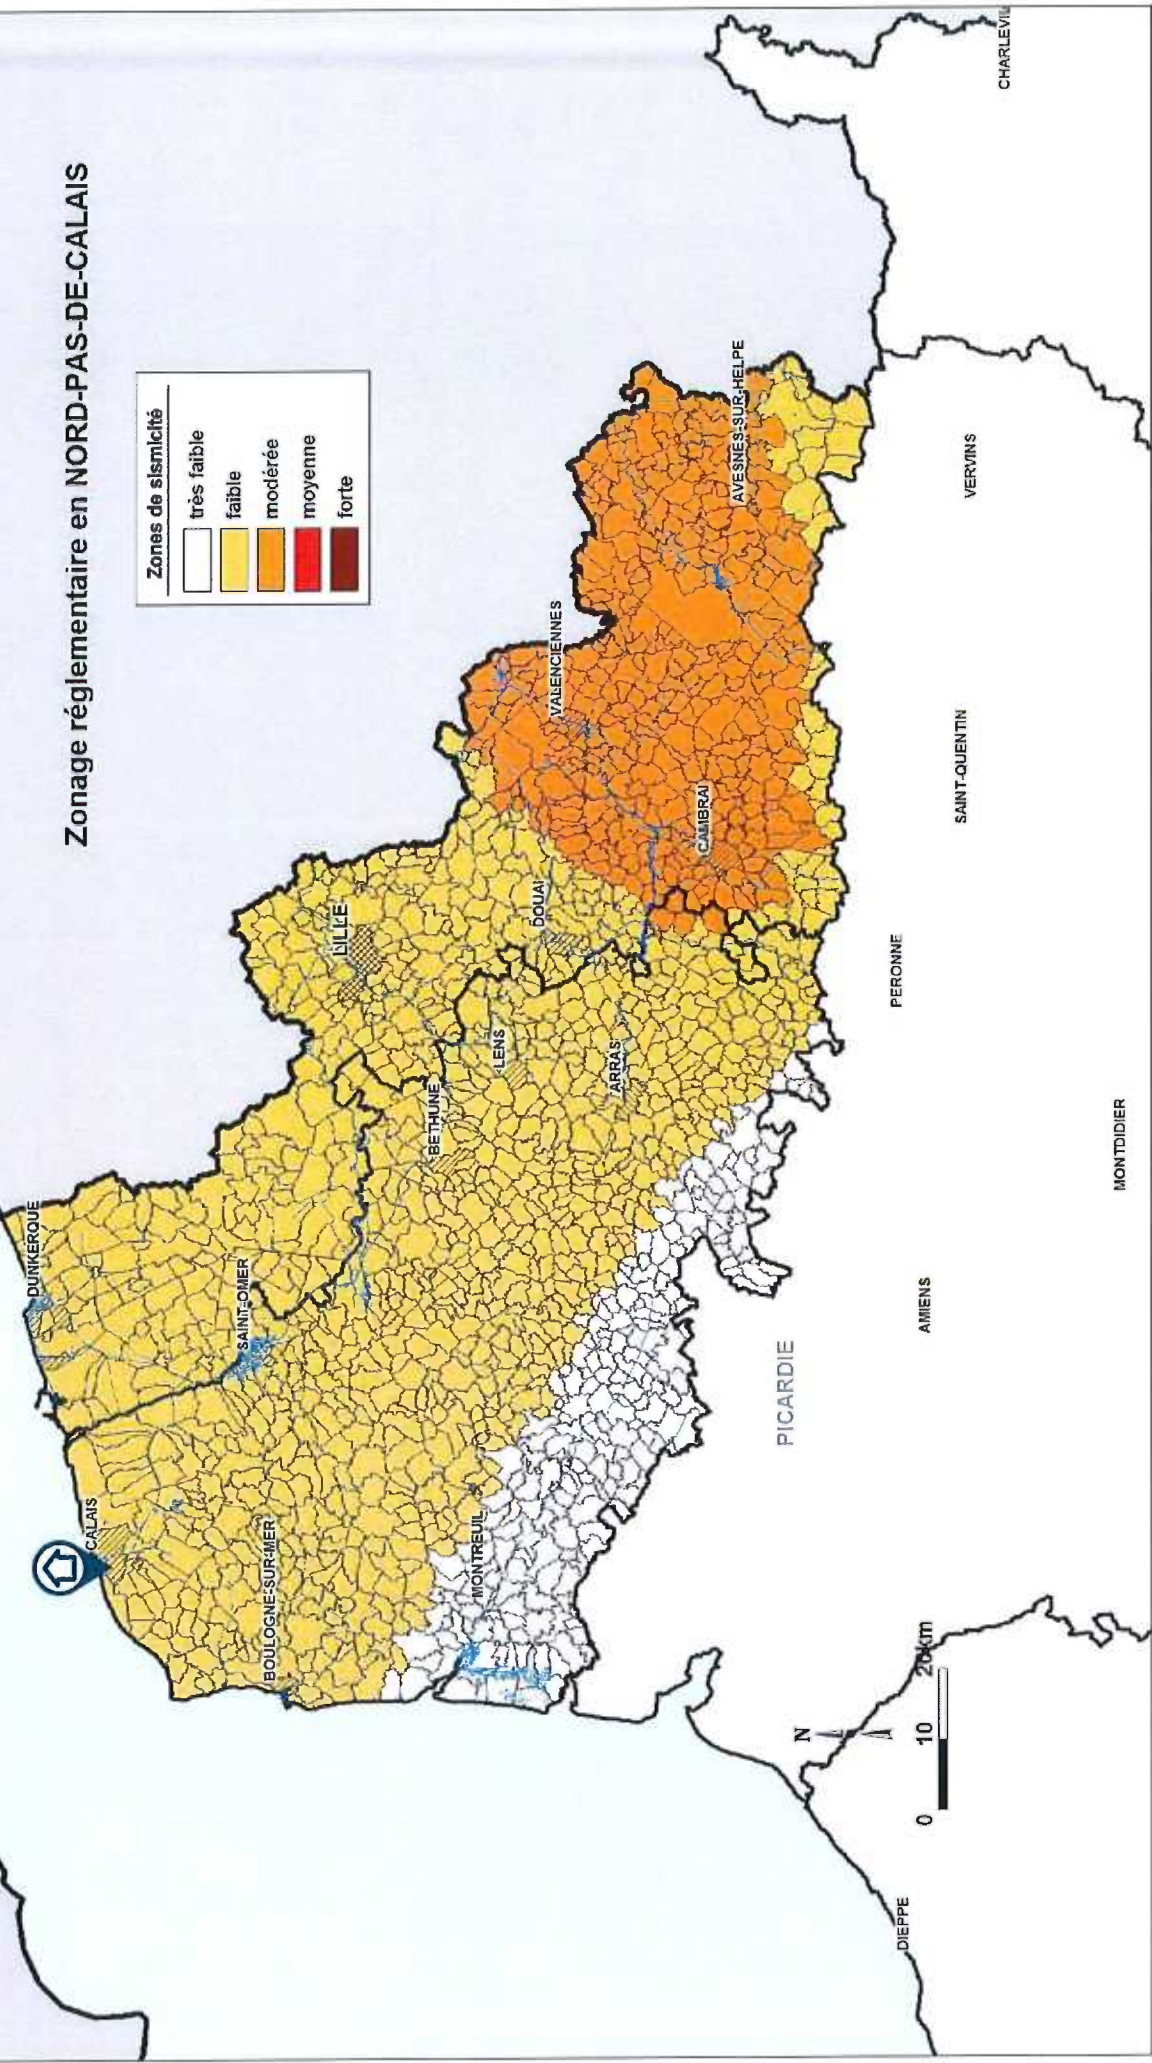 Zonage réglementaire en NORD-PAS-DE-CALAIS
Zones de sismicité
très faible
faible
modérée
moyenne
forte
DUNKERQUE
CALAIS
SAINT-OMER
BOULOGNE-SUR-MER
LILLE
BETHUNE
LENS
DOUAI
VALENCIENNES
MONTREUIL
ARRAS
CAMBRAI
AVESNES-SUR-HELPE
PICARDIE
PERONNE
SAINT-QUENTIN
VERVINS
CHARLEVIL
AMIENS
MONTDIDIER
DIEPPE
N
0 10 20km